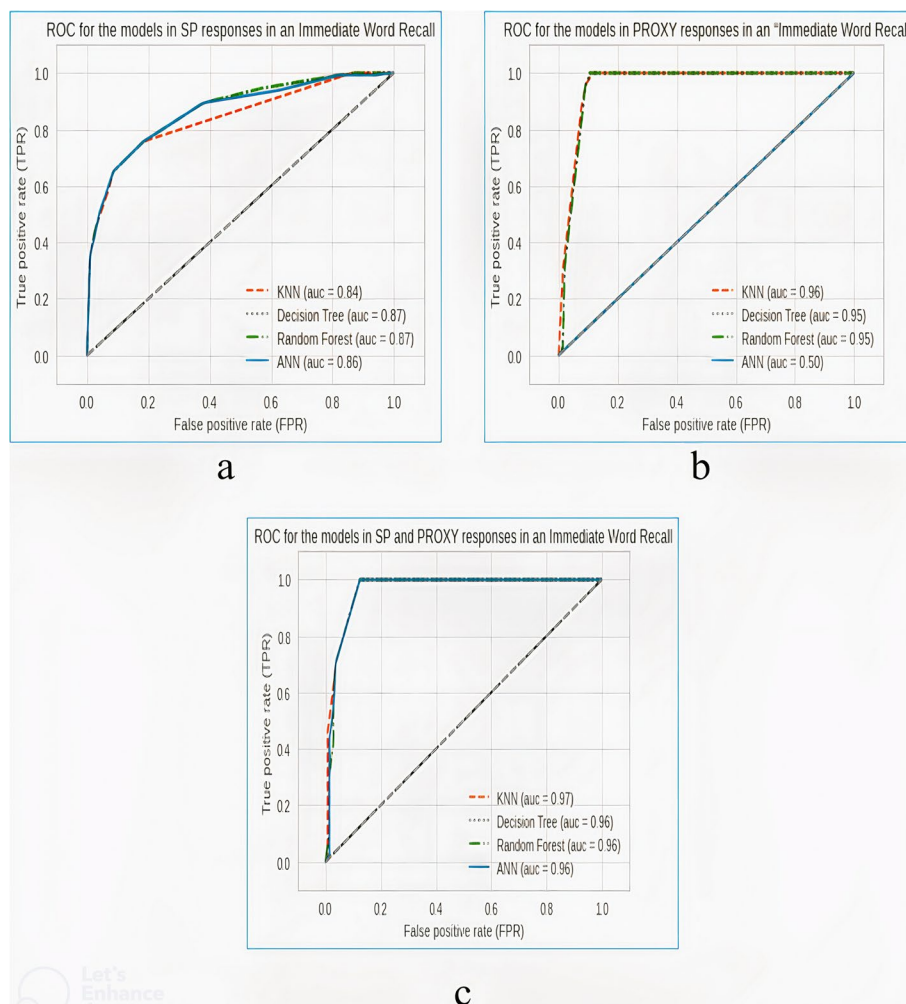 ROC for the models in SP responses in an Immediate Word Recall
True positive rate (TPR)
1.0
0.8
0.6
0.4
0.2
0.0
KNN (auc = 0.84)
Decision Tree (auc = 0.87)
Random Forest (auc = 0.87)
ANN (auc = 0.86)
0.0 0.2 0.4 0.6 0.8 1.0
False positive rate (FPR)
a
ROC for the models in PROXY responses in an "Immediate Word Recal
True positive rate (TPR)
1.0
0.8
0.6
0.4
0.2
0.0
KNN (auc = 0.96)
Decision Tree (auc = 0.95)
Random Forest (auc = 0.95)
ANN (auc = 0.50)
0.0 0.2 0.4 0.6 0.8 1.0
False positive rate (FPR)
b
ROC for the models in SP and PROXY responses in an Immediate Word Recall
True positive rate (TPR)
1.0
0.8
0.6
0.4
0.2
0.0
KNN (auc = 0.97)
Decision Tree (auc = 0.96)
Random Forest (auc = 0.96)
ANN (auc = 0.96)
0.0 0.2 0.4 0.6 0.8 1.0
False positive rate (FPR)
c
Let's
Enhance